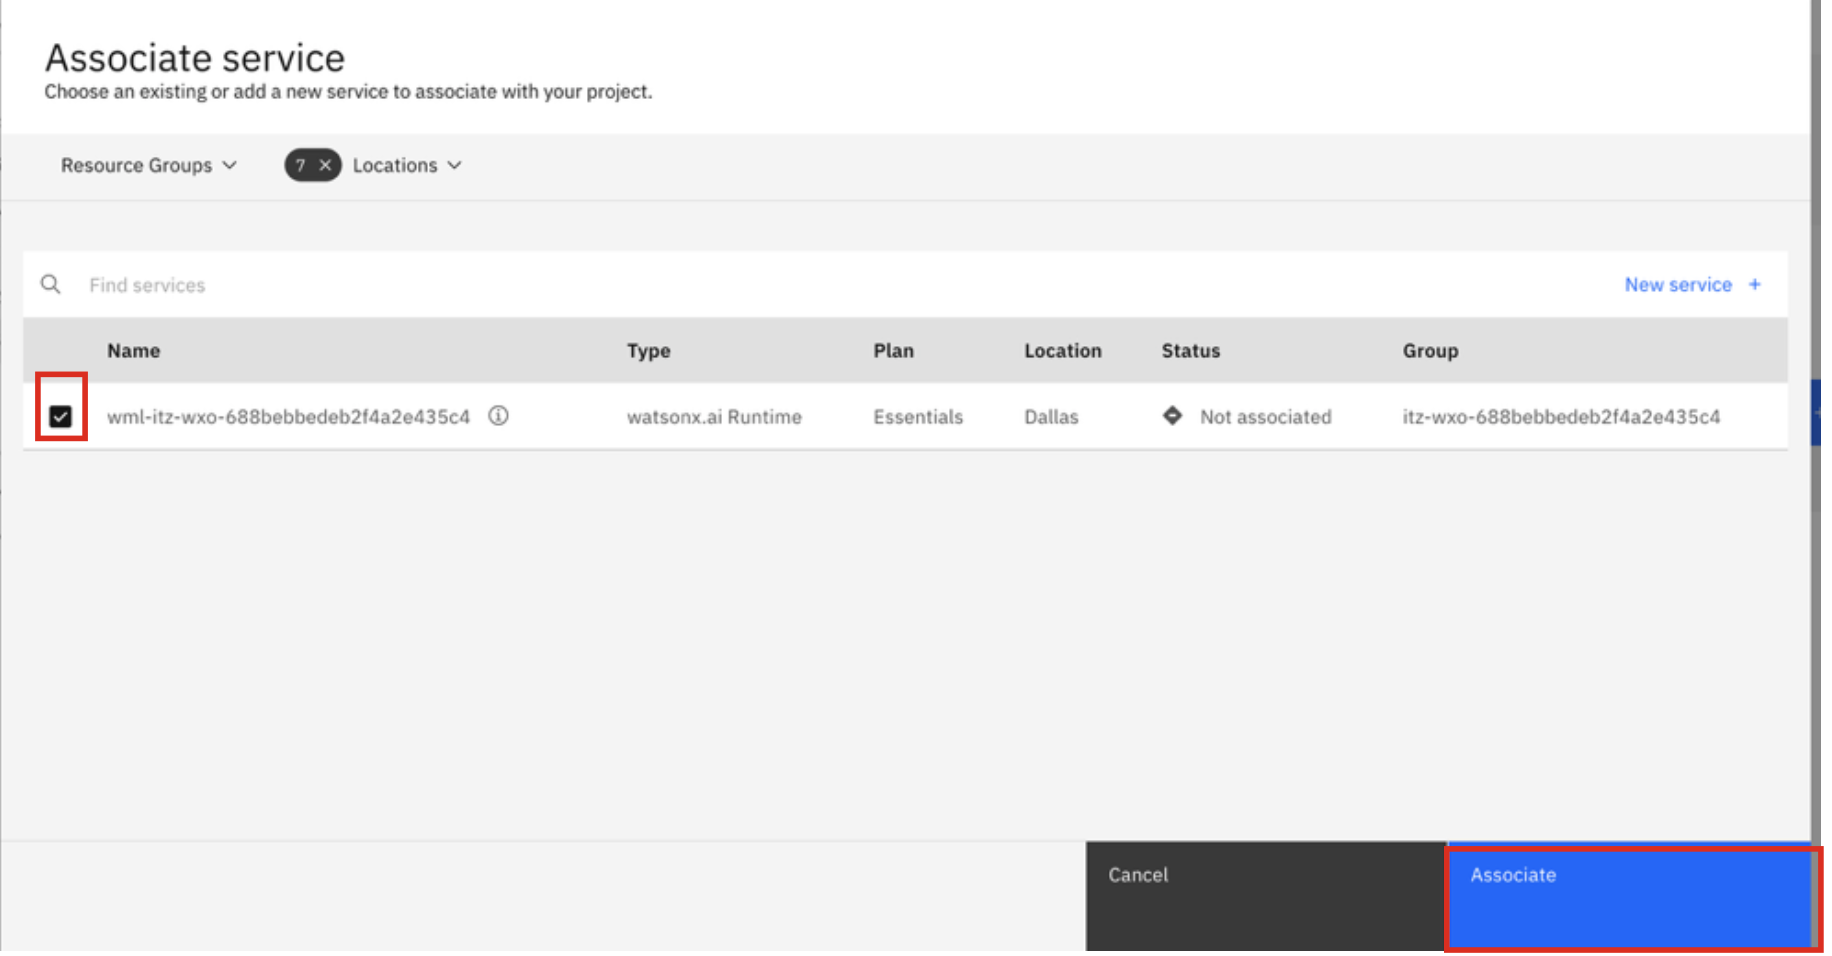 Associate service
Choose an existing or add a new service to associate with your project.
Resource Groups 7 × Locations
Find services New service +
Name Type Plan Location Status Group
wml-itz-wxo-688bebbedeb2f4a2e435c4 watsonx.ai Runtime Essentials Dallas Not associated itz-wxo-688bebbedeb2f4a2e435c4
Cancel Associate